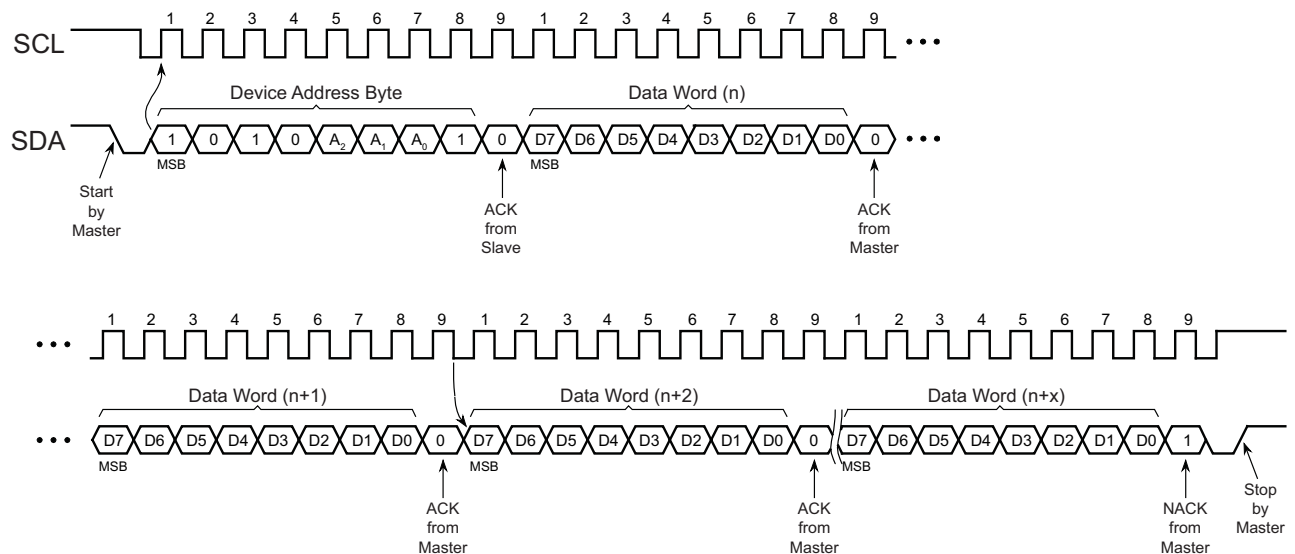 1 2 3 4 5 6 7 8 9 1 2 3 4 5 6 7 8 9
SCL
Device Address Byte Data Word (n)
SDA 1 0 1 0 A2 A1 A0 1 0 D7 D6 D5 D4 D3 D2 D1 D0 0
MSB MSB
Start
by
Master
ACK
from
Slave
ACK
from
Master
1 2 3 4 5 6 7 8 9 1 2 3 4 5 6 7 8 9 1 2 3 4 5 6 7 8 9
Data Word (n+1) Data Word (n+2) Data Word (n+x)
D7 D6 D5 D4 D3 D2 D1 D0 0 D7 D6 D5 D4 D3 D2 D1 D0 0 D7 D6 D5 D4 D3 D2 D1 D0 1
MSB MSB MSB
ACK
from
Master
ACK
from
Master
NACK
from
Master
Stop
by
Master